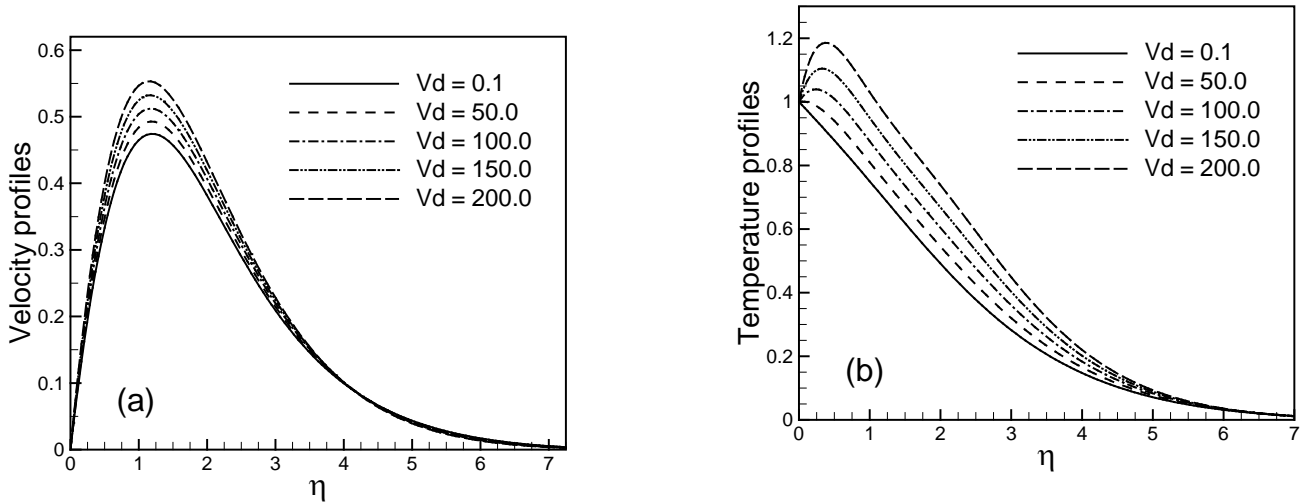 Velocity profiles
0.6
0.5
0.4
0.3
0.2
0.1
0
0 1 2 3 4 5 6 7
η
Vd = 0.1
Vd = 50.0
Vd = 100.0
Vd = 150.0
Vd = 200.0
(a)
Temperature profiles
1.2
1
0.8
0.6
0.4
0.2
0
0 1 2 3 4 5 6 7
η
Vd = 0.1
Vd = 50.0
Vd = 100.0
Vd = 150.0
Vd = 200.0
(b)